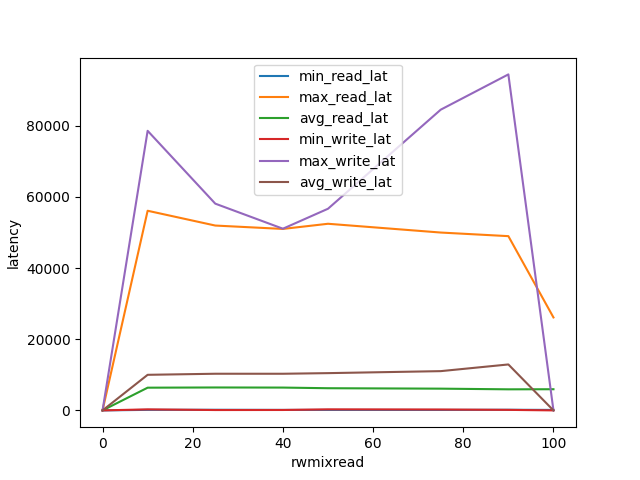 min_read_lat
max_read_lat
avg_read_lat
min_write_lat
max_write_lat
avg_write_lat
80000
60000
40000
20000
0
latency
0 20 40 60 80 100
rwmixread